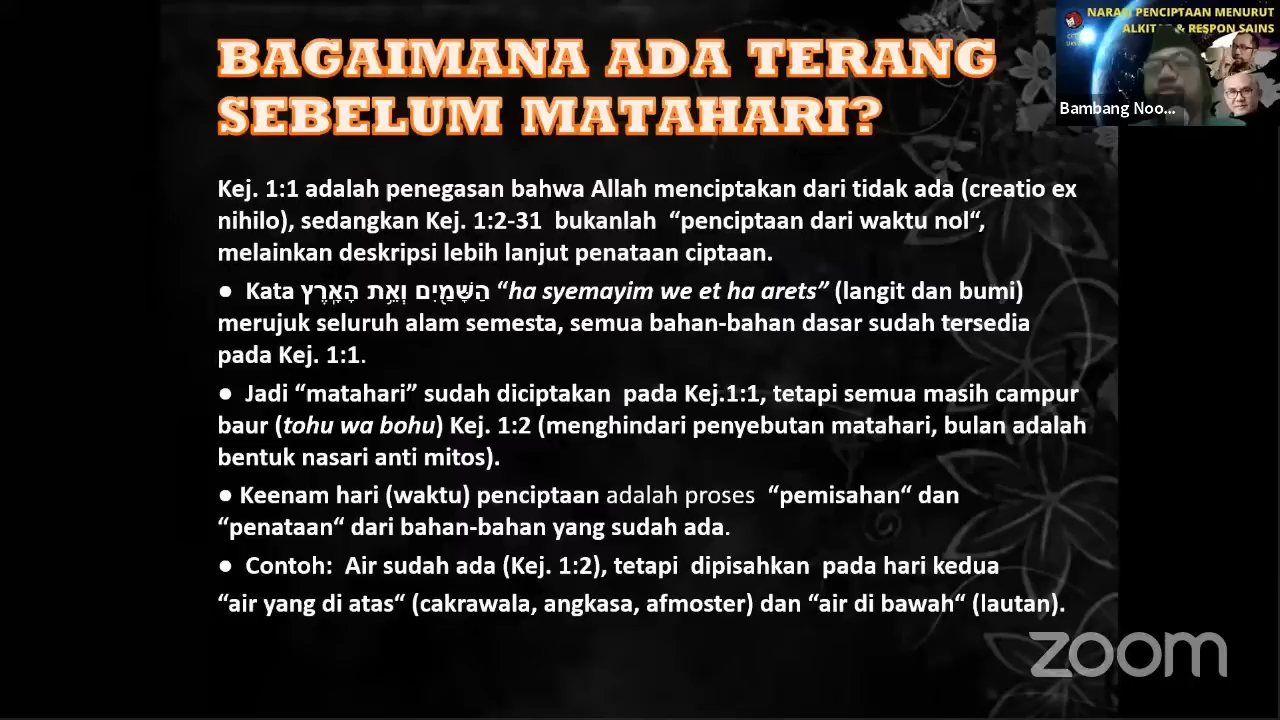 BAGAIMANA ADA TERANG
SEBELUM MATAHARI?
Kej. 1:1 adalah penegasan bahwa Allah menciptakan dari tidak ada (creatio ex
nihilo), sedangkan Kej. 1:2-31 bukanlah “penciptaan dari waktu nol“,
melainkan deskripsi lebih lanjut penataan ciptaan.
● Kata הַשָּׁמַ֖יִם וְאֵ֥ת הָאָֽרֶץ “ha syemayim we et ha arets” (langit dan bumi)
merujuk seluruh alam semesta, semua bahan-bahan dasar sudah tersedia
pada Kej. 1:1.
● Jadi “matahari” sudah diciptakan pada Kej.1:1, tetapi semua masih campur
baur (tohu wa bohu) Kej. 1:2 (menghindari penyebutan matahari, bulan adalah
bentuk nasari anti mitos).
● Keenam hari (waktu) penciptaan adalah proses “pemisahan“ dan
“penataan“ dari bahan-bahan yang sudah ada.
● Contoh: Air sudah ada (Kej. 1:2), tetapi dipisahkan pada hari kedua
“air yang di atas“ (cakrawala, angkasa, afmoster) dan “air di bawah“ (lautan).
NARASI PENCIPTAAN MENURUT
ALKITAB & RESPON SAINS
Bambang Noo...
zoom